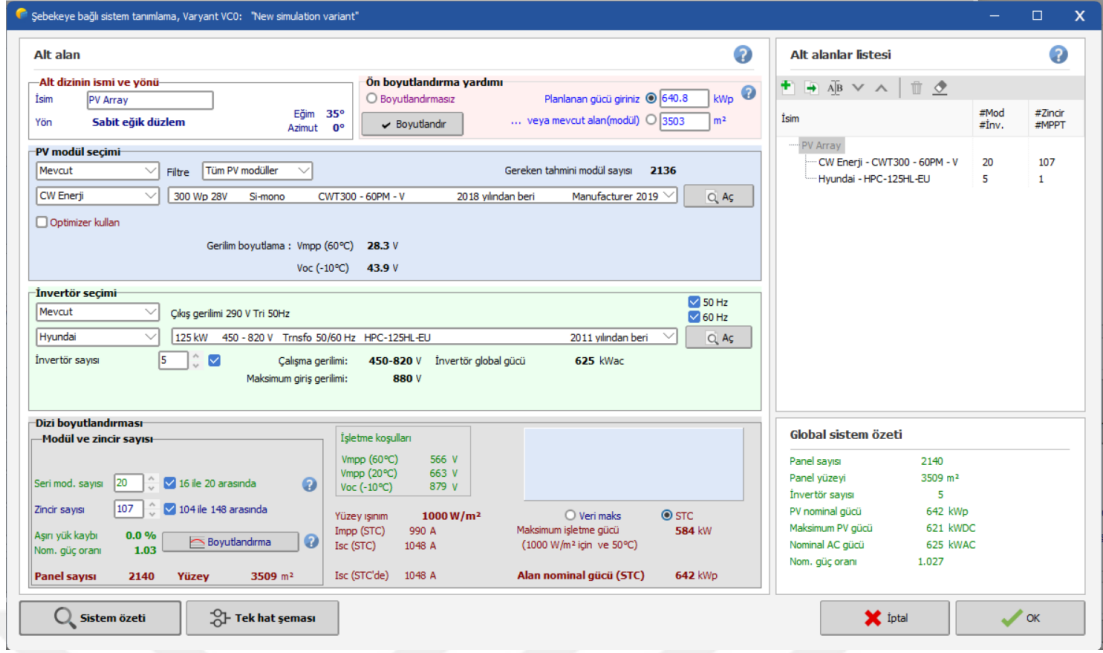 Şebekeye bağlı sistem tanımlama, Varyant VC0: "New simulation variant"
Alt alan
Alt dizinin ismi ve yönü
İsim PV Array
Yön Sabit eğik düzlem
Eğim 35°
Azimut 0°
Ön boyutlandırma yardımı
Boyutlandırmasız
Planlanan gücü giriniz 640.8 kWp
Boyutlandır
... veya mevcut alan(modül) 3503 m²
PV modül seçimi
Mevcut Filtre Tüm PV modüller Gereken tahmini modül sayısı 2136
CW Enerji 300 Wp 28V Si-mono CWT300 - 60PM - V 2018 yılından beri Manufacturer 2019 Aç
Optimizer kullan
Gerilim boyutlama : Vmpp (60°C) 28.3 V
Voc (-10°C) 43.9 V
İnvertör seçimi
Mevcut Çıkış gerilimi 290 V Tri 50Hz
50 Hz
60 Hz
Hyundai 125 kW 450 - 820 V Trnsfo 50/60 Hz HPC-125HL-EU 2011 yılından beri Aç
İnvertör sayısı 5 Çalışma gerilimi: 450-820 V İnvertör global gücü 625 kWac
Maksimum giriş gerilimi: 880 V
Dizi boyutlandırması
Modül ve zincir sayısı
Seri mod. sayısı 20 16 ile 20 arasında
Zincir sayısı 107 104 ile 148 arasında
Aşırı yük kaybı 0.0 %
Nom. güç oranı 1.03
Boyutlandırma
Panel sayısı 2140 Yüzey 3509 m²
İşletme koşulları
Vmpp (60°C) 566 V
Vmpp (20°C) 663 V
Voc (-10°C) 879 V
Yüzey ışınım 1000 W/m²
Impp (STC) 990 A
Isc (STC) 1048 A
Isc (STC'de) 1048 A
Veri maks STC
Maksimum işletme gücü 584 kW
(1000 W/m² için ve 50°C)
Alan nominal gücü (STC) 642 kWp
Sistem özeti
Tek hat şeması
Alt alanlar listesi
İsim #Mod #İnv. #Zincir #MPPT
PV Array
CW Enerji - CWT300 - 60PM - V 20 107
Hyundai - HPC-125HL-EU 5 1
Global sistem özeti
Panel sayısı 2140
Panel yüzeyi 3509 m²
İnvertör sayısı 5
PV nominal gücü 642 kWp
Maksimum PV gücü 621 kWDC
Nominal AC gücü 625 kWAC
Nom. güç oranı 1.027
İptal
OK